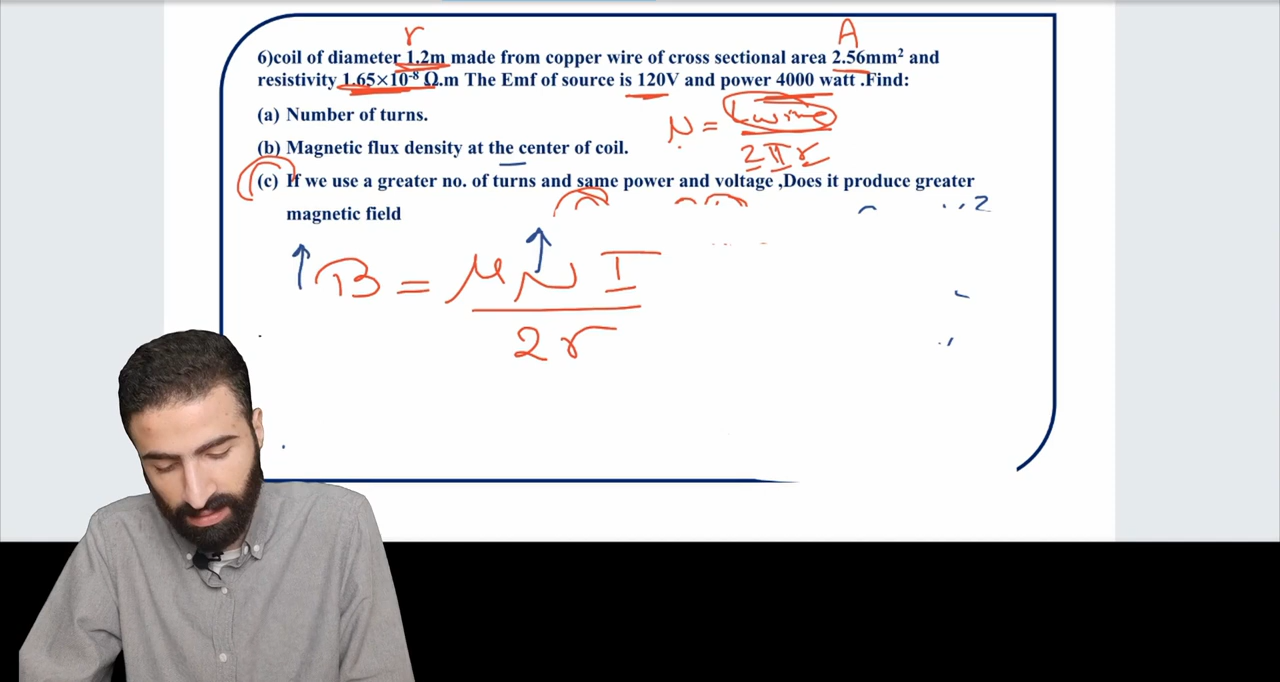 r
A
6)coil of diameter 1.2m made from copper wire of cross sectional area 2.56mm² and
resistivity 1.65×10⁻⁸ Ω.m The Emf of source is 120V and power 4000 watt .Find:
(a) Number of turns.
N = Lwire / 2πr
(b) Magnetic flux density at the center of coil.
(c) If we use a greater no. of turns and same power and voltage ,Does it produce greater
magnetic field
↑B = μN↑I / 2r